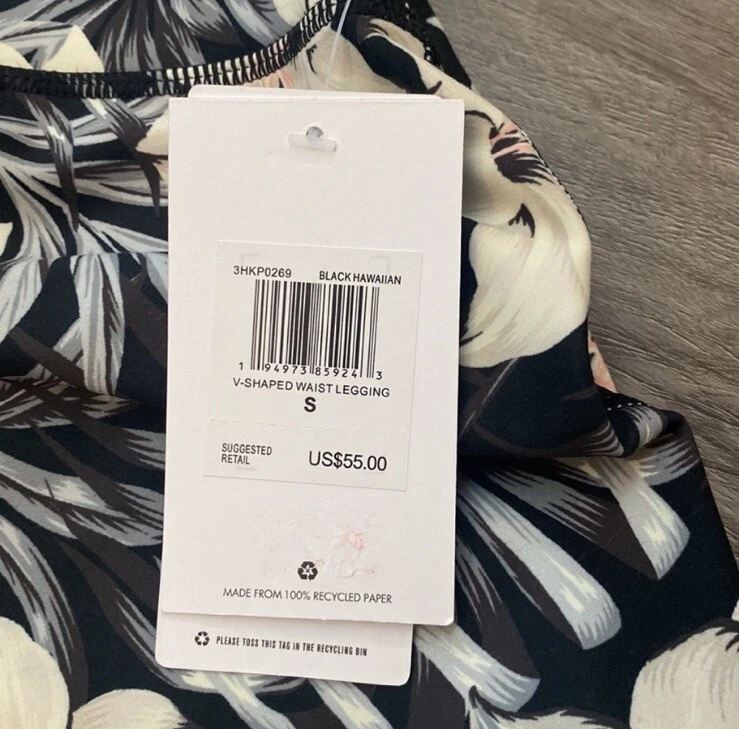 3HKP0269 BLACK HAWAIIAN
1 94973 85924 3
V-SHAPED WAIST LEGGING
S
SUGGESTED
RETAIL
US$55.00
MADE FROM 100% RECYCLED PAPER
PLEASE TOSS THIS TAG IN THE RECYCLING BIN